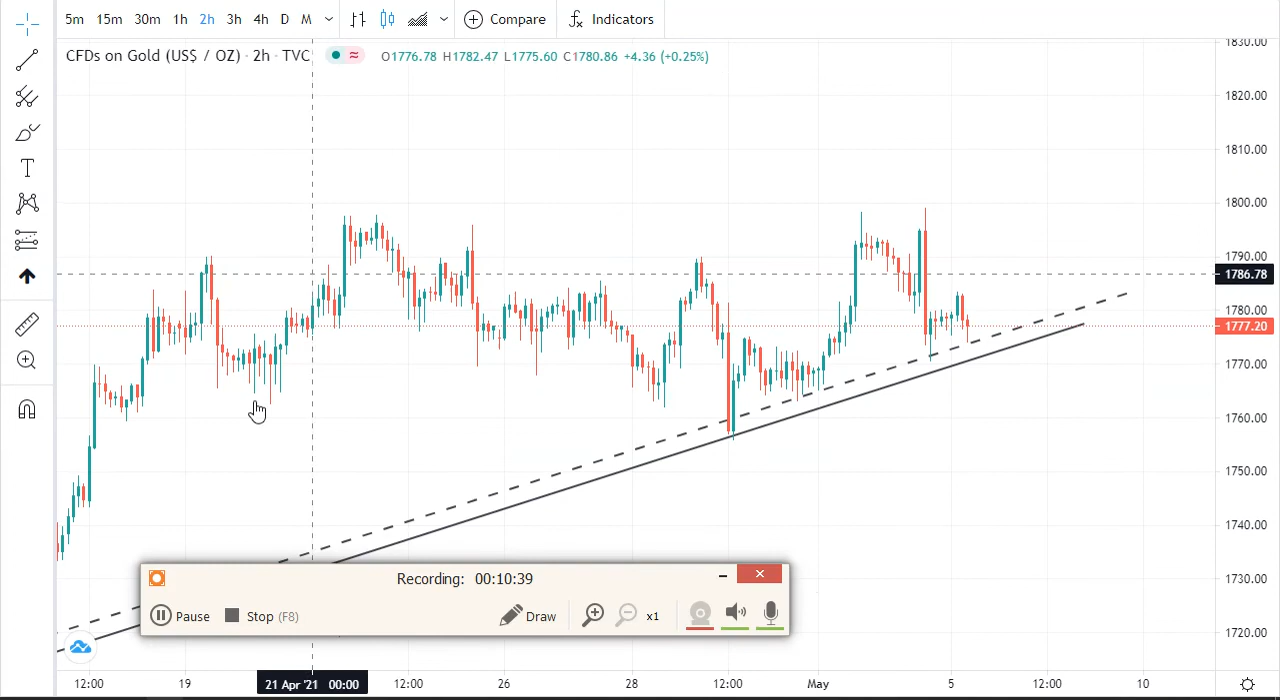 5m 15m 30m 1h 2h 3h 4h D M Compare Indicators
CFDs on Gold (US$ / OZ) · 2h · TVC O1776.78 H1782.47 L1775.60 C1780.86 +4.36 (+0.25%)
1830.00
1820.00
1810.00
1800.00
1790.00
1786.78
1780.00
1777.20
1770.00
1760.00
1750.00
1740.00
1730.00
1720.00
Recording: 00:10:39
Pause Stop (F8) Draw x1
12:00 19 21 Apr '21 00:00 12:00 26 28 12:00 May 5 12:00 10